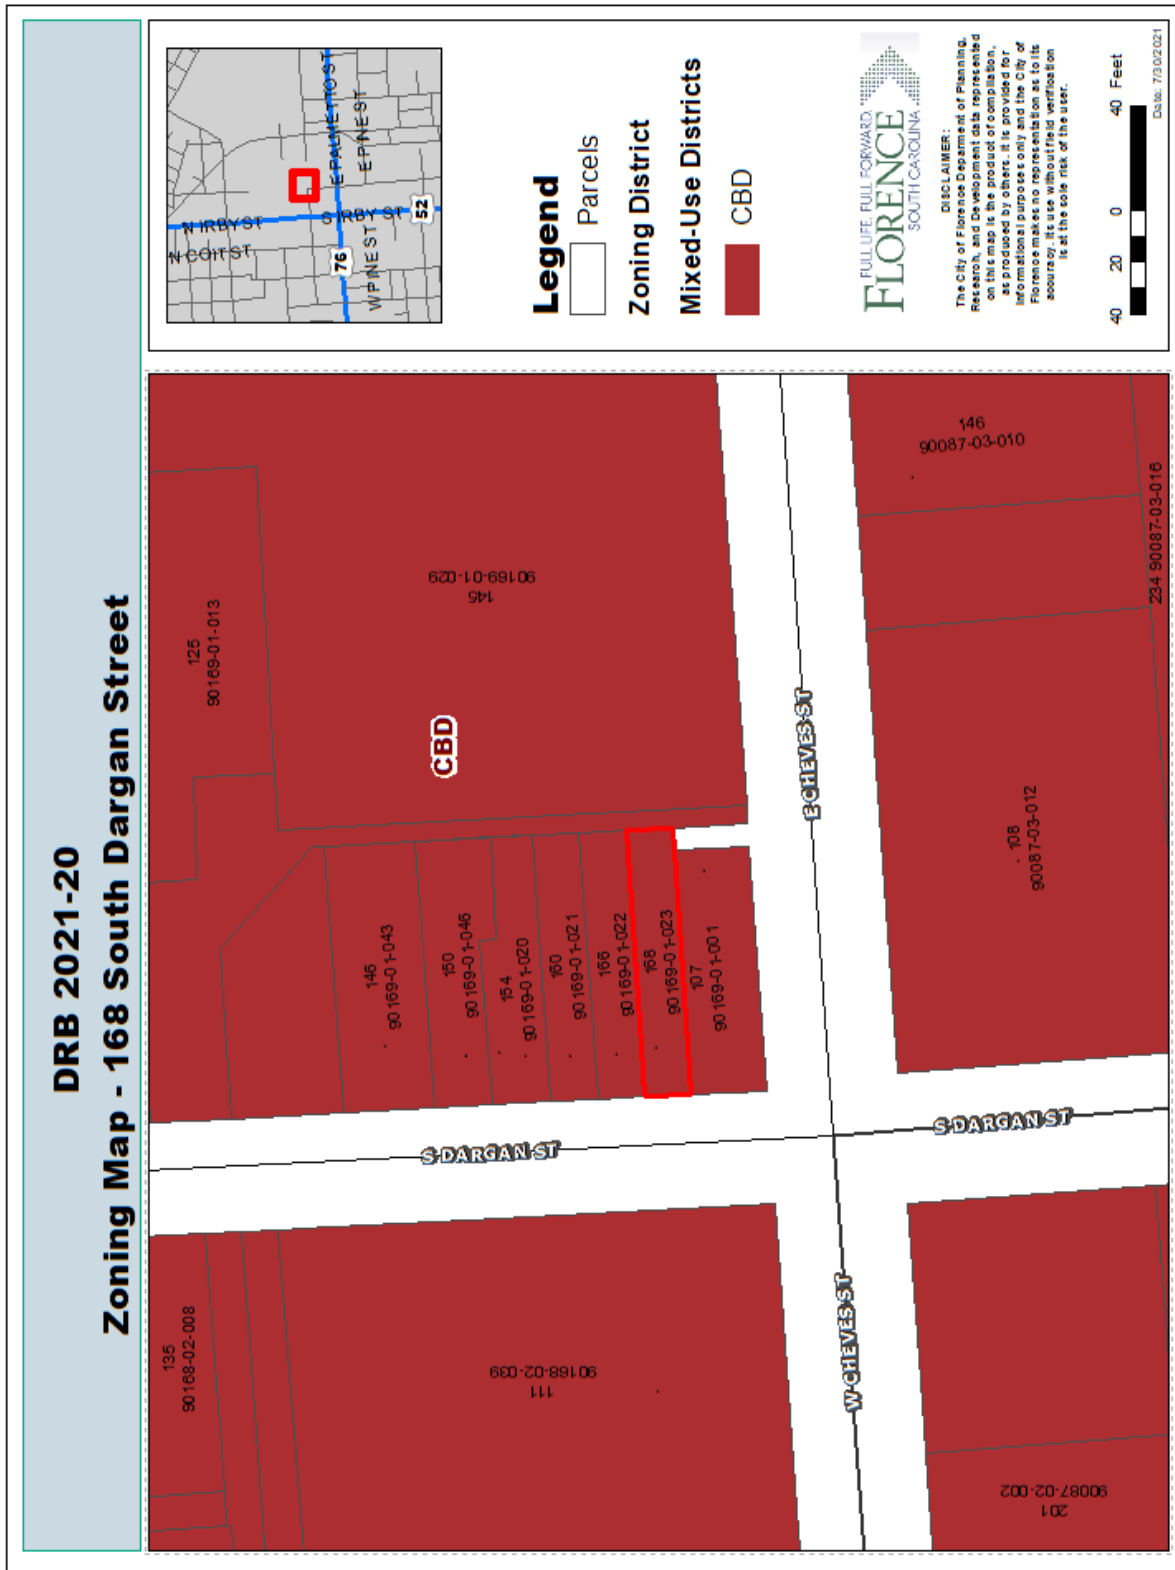 DRB 2021-20
Zoning Map - 168 South Dargan Street
135
90168-02-008
111
90168-02-039
201
90087-02-002
125
90169-01-013
145
90169-01-029
CBD
146
90169-01-043
150
90169-01-046
154
90169-01-020
160
90169-01-021
166
90169-01-022
168
90169-01-023
107
90169-01-001
S DARGAN ST
S DARGAN ST
W CHEVES ST
E CHEVES ST
108
90087-03-012
146
90087-03-010
234 90087-03-016
N IRBY ST
N COIT ST
S IRBY ST
E PALMETTO ST
E PINE ST
W PINE ST
76
52
Legend
Parcels
Zoning District
Mixed-Use Districts
CBD
FULL LIFE. FULL FORWARD.
FLORENCE
SOUTH CAROLINA
DISCLAIMER:
The City of Florence Deparment of Planning,
Research, and Development data represented
on this map is the product of compilation,
as produced by others. It is provided for
informational purposes only and the City of
Florence makes no representation as to its
accuracy. Its use without field verification
is at the sole risk of the user.
40 20 0 40 Feet
Date: 7/30/2021